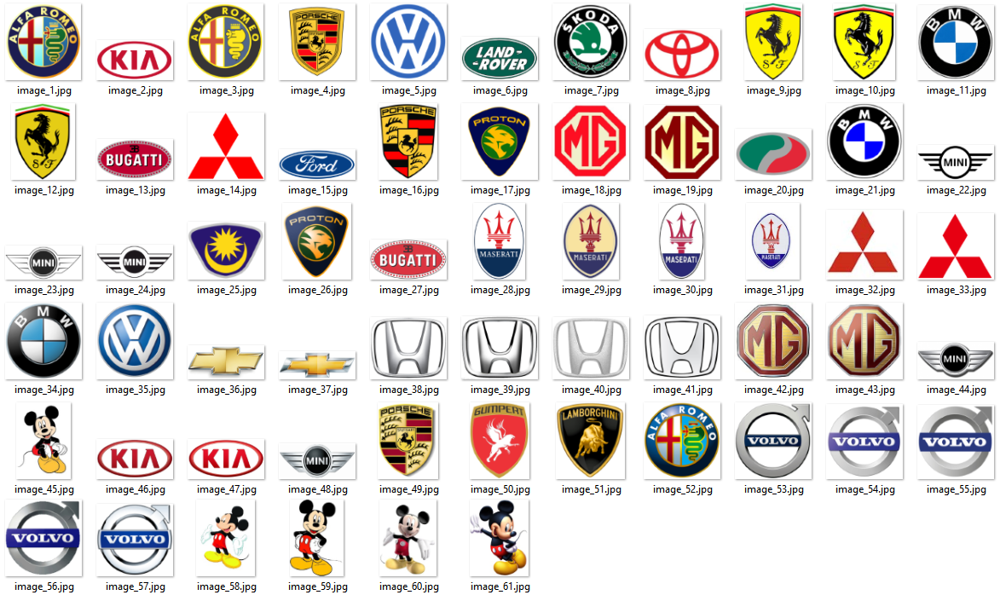 ALFA ROMEO KIA ALFA ROMEO PORSCHE VW LAND-ROVER ŠKODA S F S F BMW
image_1.jpg image_2.jpg image_3.jpg image_4.jpg image_5.jpg image_6.jpg image_7.jpg image_8.jpg image_9.jpg image_10.jpg image_11.jpg
S F BUGATTI Ford PORSCHE PROTON MG MG BMW MINI
image_12.jpg image_13.jpg image_14.jpg image_15.jpg image_16.jpg image_17.jpg image_18.jpg image_19.jpg image_20.jpg image_21.jpg image_22.jpg
MINI MINI PROTON BUGATTI MASERATI MASERATI MASERATI MASERATI
image_23.jpg image_24.jpg image_25.jpg image_26.jpg image_27.jpg image_28.jpg image_29.jpg image_30.jpg image_31.jpg image_32.jpg image_33.jpg
BMW VW MG MG MINI
image_34.jpg image_35.jpg image_36.jpg image_37.jpg image_38.jpg image_39.jpg image_40.jpg image_41.jpg image_42.jpg image_43.jpg image_44.jpg
KIA KIA MINI PORSCHE GUMPERT LAMBORGHINI ALFA ROMEO VOLVO VOLVO VOLVO
image_45.jpg image_46.jpg image_47.jpg image_48.jpg image_49.jpg image_50.jpg image_51.jpg image_52.jpg image_53.jpg image_54.jpg image_55.jpg
VOLVO VOLVO
image_56.jpg image_57.jpg image_58.jpg image_59.jpg image_60.jpg image_61.jpg